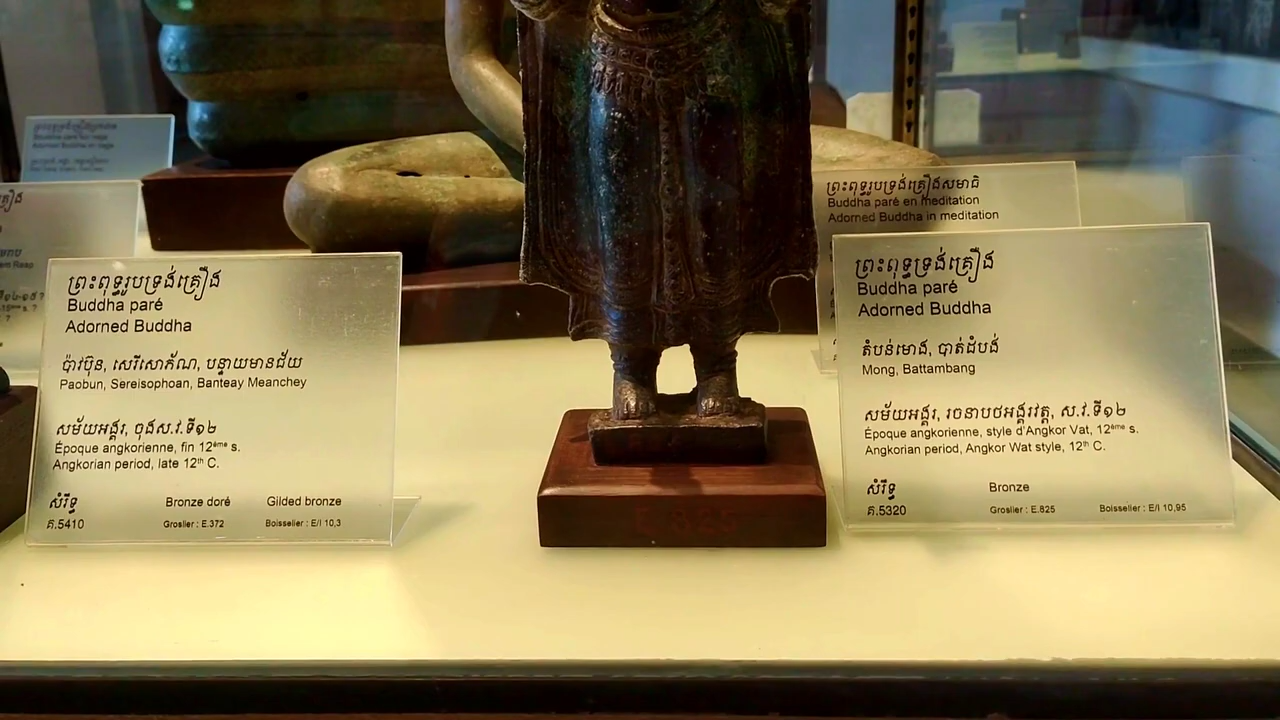 ព្រះពុទ្ធរូបទ្រង់គ្រឿង
Buddha paré
Adorned Buddha
ប៉ាវប៊ុន, សេរីសោភ័ណ, បន្ទាយមានជ័យ
Paobun, Sereisophoan, Banteay Meanchey
សម័យអង្គរ, ចុងស.វ.ទី១២
Époque angkorienne, fin 12ème s.
Angkorian period, late 12th C.
សំរឹទ្ធ Bronze doré Gilded bronze
គ.5410 Groslier : E.372 Boisselier : E/I 10,3
E 825
ព្រះពុទ្ធរូបទ្រង់គ្រឿងសមាធិ
Buddha paré en meditation
Adorned Buddha in meditation
ព្រះពុទ្ធទ្រង់គ្រឿង
Buddha paré
Adorned Buddha
តំបន់មោង, បាត់ដំបង់
Mong, Battambang
សម័យអង្គរ, រចនាបថអង្គរវត្ត, ស.វ.ទី១២
Époque angkorienne, style d'Angkor Vat, 12ème s.
Angkorian period, Angkor Wat style, 12th C.
សំរឹទ្ធ Bronze
គ.5320 Groslier : E.825 Boisselier : E/I 10,95